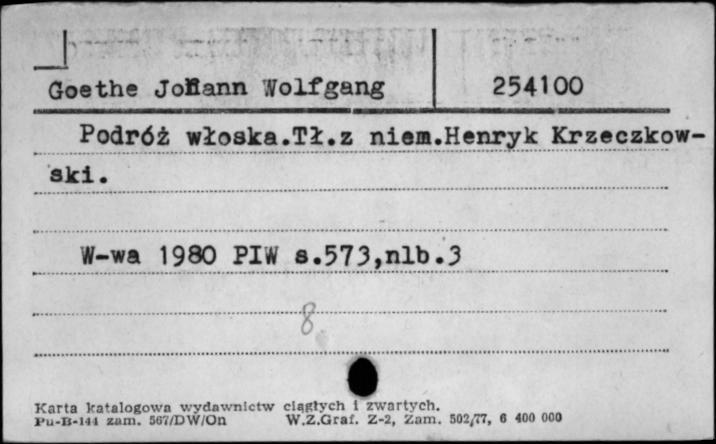 Goethe Johann Wolfgang 254100
Podróż włoska.Tł.z niem.Henryk Krzeczkow-
ski.
W-wa 1980 PIW s.573,nlb.3
8
Karta katalogowa wydawnictw ciągłych i zwartych.
Pu-B-144 zam. 567/DW/On W.Z.Graf. Z-2, Zam. 502/77, 6 400 000